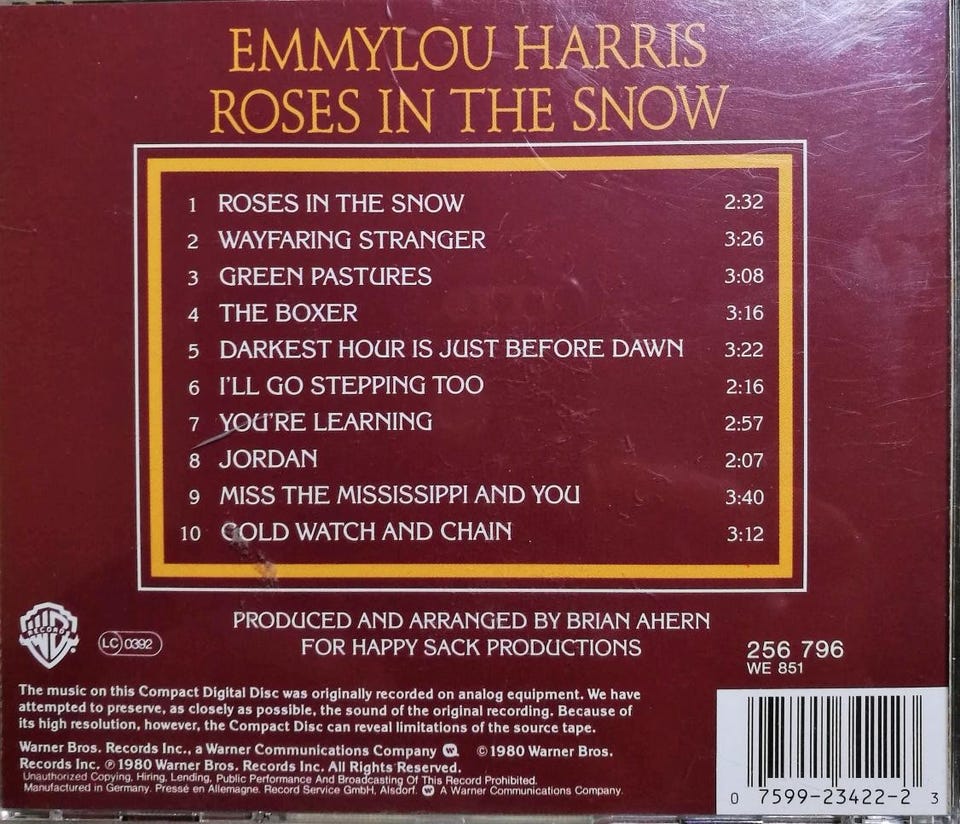 EMMYLOU HARRIS
ROSES IN THE SNOW
1 ROSES IN THE SNOW 2:32
2 WAYFARING STRANGER 3:26
3 GREEN PASTURES 3:08
4 THE BOXER 3:16
5 DARKEST HOUR IS JUST BEFORE DAWN 3:22
6 I'LL GO STEPPING TOO 2:16
7 YOU'RE LEARNING 2:57
8 JORDAN 2:07
9 MISS THE MISSISSIPPI AND YOU 3:40
10 GOLD WATCH AND CHAIN 3:12
PRODUCED AND ARRANGED BY BRIAN AHERN
FOR HAPPY SACK PRODUCTIONS
RECORDS
LC 0392
256 796
WE 851
The music on this Compact Digital Disc was originally recorded on analog equipment. We have
attempted to preserve, as closely as possible, the sound of the original recording. Because of
its high resolution, however, the Compact Disc can reveal limitations of the source tape.
Warner Bros. Records Inc., a Warner Communications Company. ©1980 Warner Bros.
Records Inc. ℗1980 Warner Bros. Records Inc. All Rights Reserved.
Unauthorized Copying, Hiring, Lending, Public Performance And Broadcasting Of This Record Prohibited.
Manufactured in Germany. Pressé en Allemagne. Record Service GmbH, Alsdorf. A Warner Communications Company.
0 7599-23422-2 3